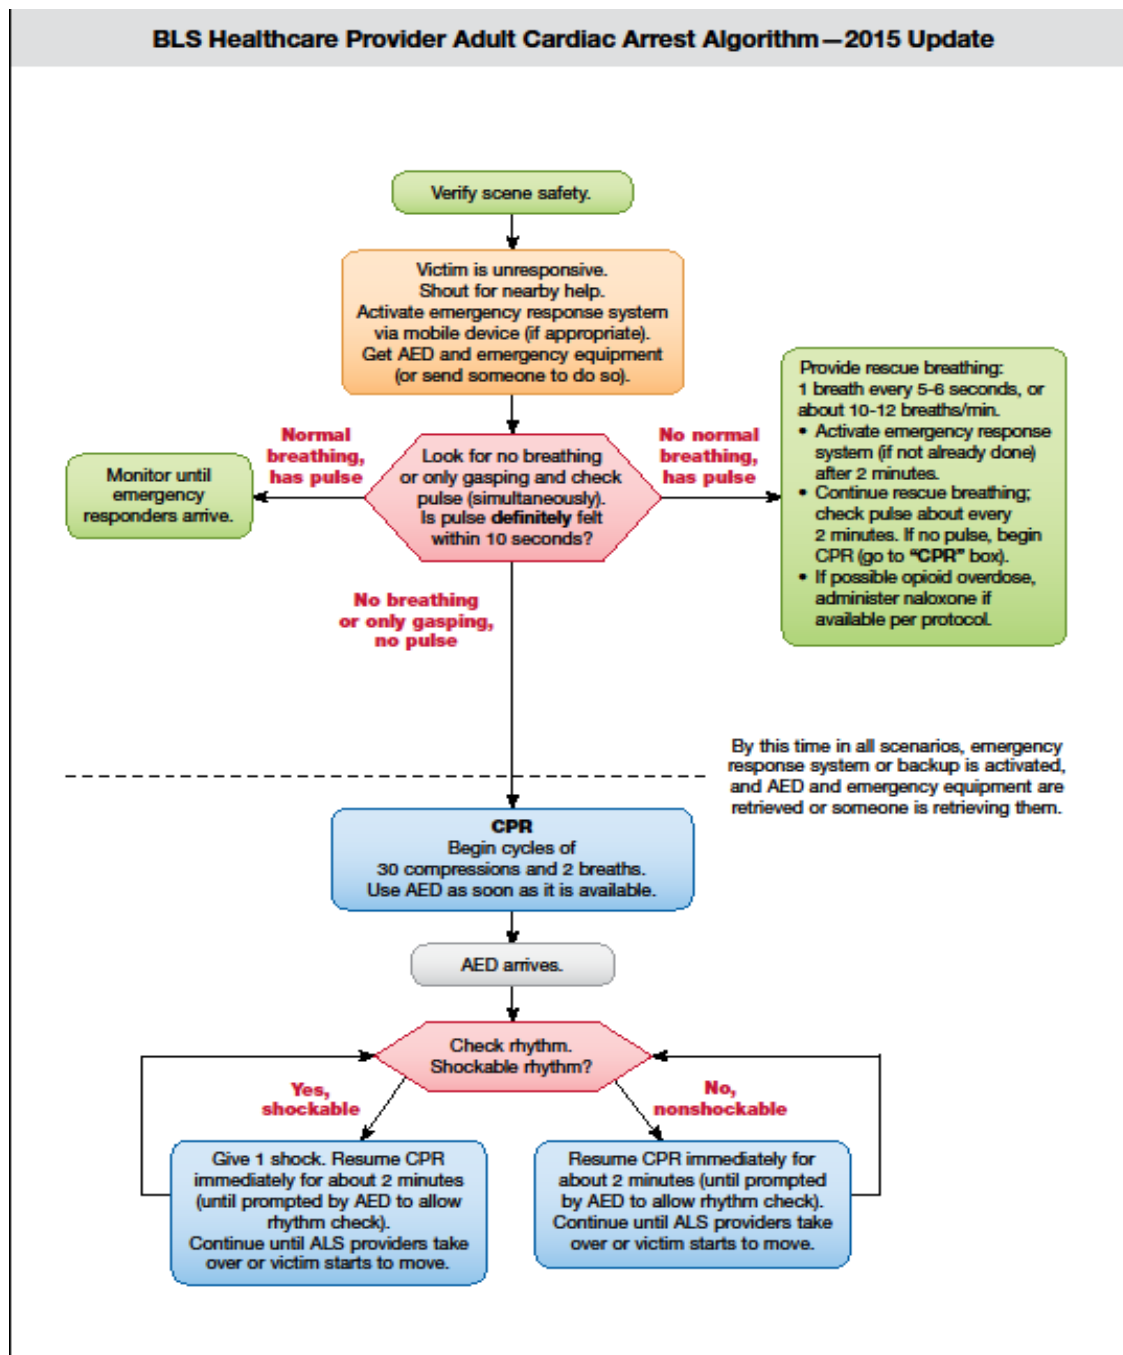 BLS Healthcare Provider Adult Cardiac Arrest Algorithm—2015 Update
Verify scene safety.
Victim is unresponsive.
Shout for nearby help.
Activate emergency response system
via mobile device (if appropriate).
Get AED and emergency equipment
(or send someone to do so).
Normal
breathing,
has pulse
Monitor until
emergency
responders arrive.
Look for no breathing
or only gasping and check
pulse (simultaneously).
Is pulse definitely felt
within 10 seconds?
No normal
breathing,
has pulse
Provide rescue breathing:
1 breath every 5-6 seconds, or
about 10-12 breaths/min.
• Activate emergency response
system (if not already done)
after 2 minutes.
• Continue rescue breathing;
check pulse about every
2 minutes. If no pulse, begin
CPR (go to “CPR” box).
• If possible opioid overdose,
administer naloxone if
available per protocol.
No breathing
or only gasping,
no pulse
By this time in all scenarios, emergency
response system or backup is activated,
and AED and emergency equipment are
retrieved or someone is retrieving them.
CPR
Begin cycles of
30 compressions and 2 breaths.
Use AED as soon as it is available.
AED arrives.
Check rhythm.
Shockable rhythm?
Yes,
shockable
No,
nonshockable
Give 1 shock. Resume CPR
immediately for about 2 minutes
(until prompted by AED to allow
rhythm check).
Continue until ALS providers take
over or victim starts to move.
Resume CPR immediately for
about 2 minutes (until prompted
by AED to allow rhythm check).
Continue until ALS providers take
over or victim starts to move.